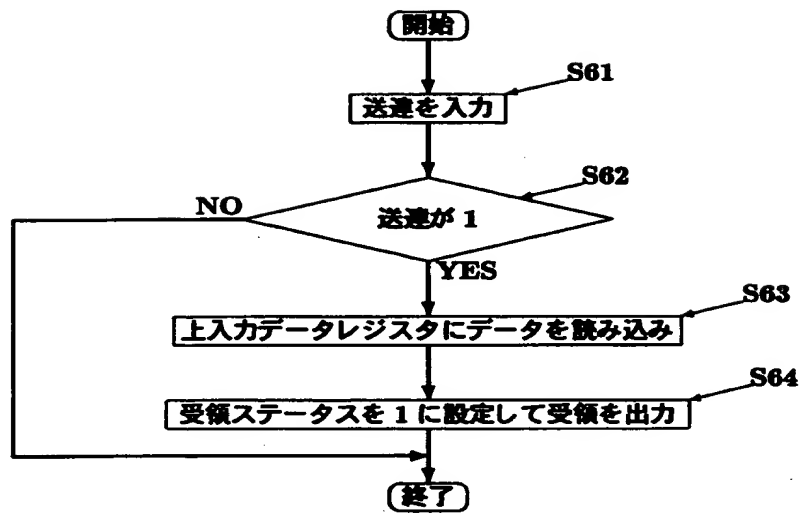 開始
S61
送達を入力
S62
NO
送達が 1
YES
S63
上入力データレジスタにデータを読み込み
S64
受領ステータスを 1 に設定して受領を出力
終了